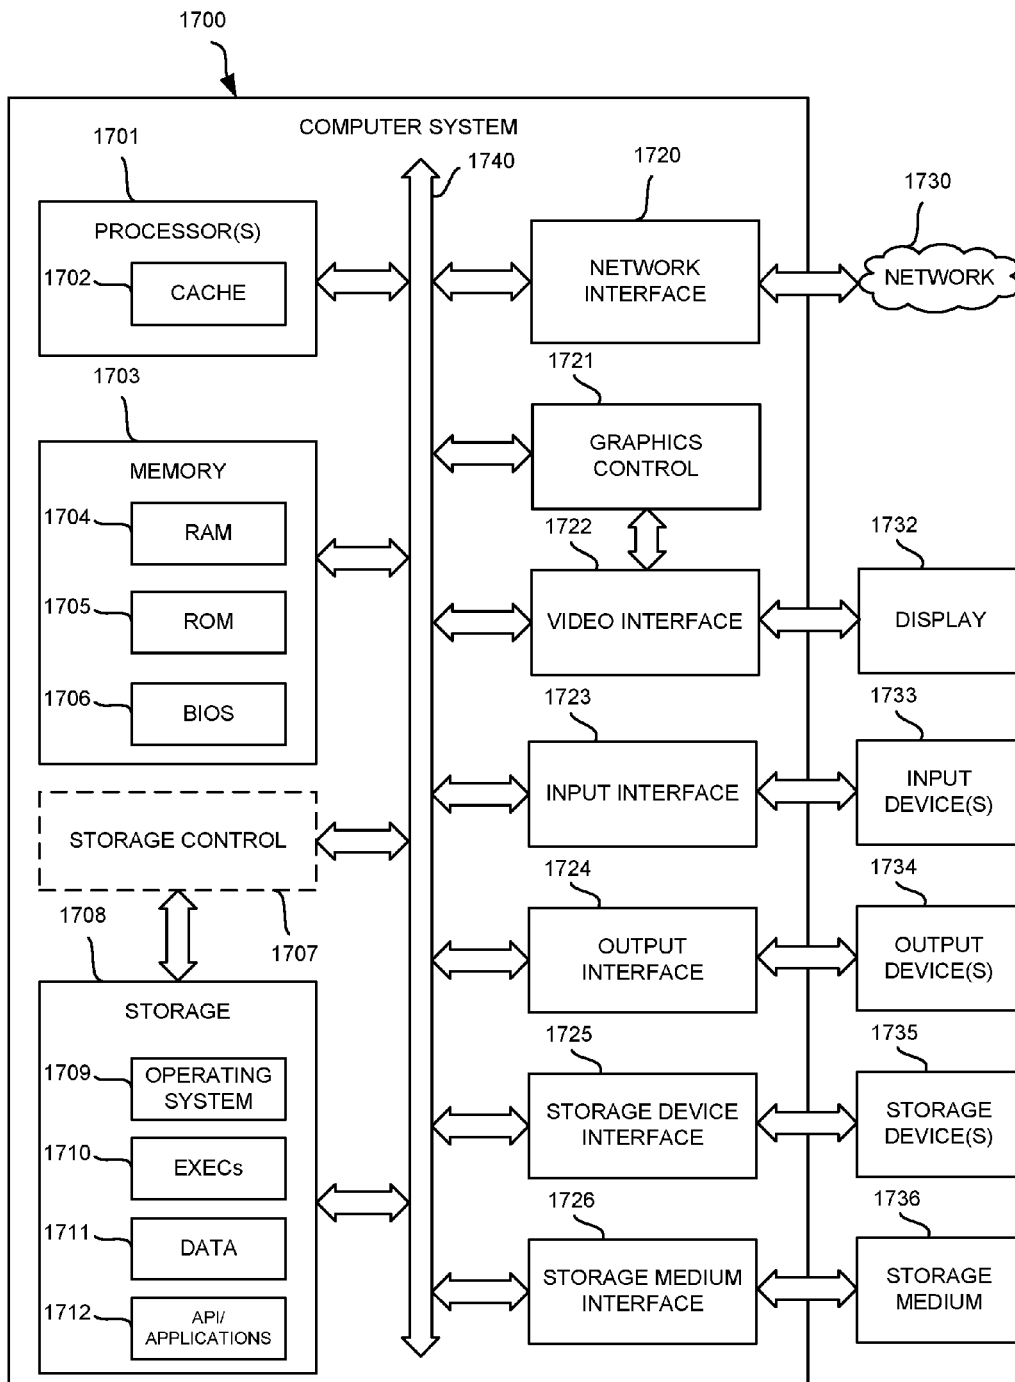 1700
COMPUTER SYSTEM
1701
PROCESSOR(S)
1702
CACHE
1703
MEMORY
1704
RAM
1705
ROM
1706
BIOS
STORAGE CONTROL
1707
1708
STORAGE
1709
OPERATING
SYSTEM
1710
EXECs
1711
DATA
1712
API/
APPLICATIONS
1740
1720
NETWORK
INTERFACE
1730
NETWORK
1721
GRAPHICS
CONTROL
1722
VIDEO INTERFACE
1732
DISPLAY
1723
INPUT INTERFACE
1733
INPUT
DEVICE(S)
1724
OUTPUT
INTERFACE
1734
OUTPUT
DEVICE(S)
1725
STORAGE DEVICE
INTERFACE
1735
STORAGE
DEVICE(S)
1726
STORAGE MEDIUM
INTERFACE
1736
STORAGE
MEDIUM